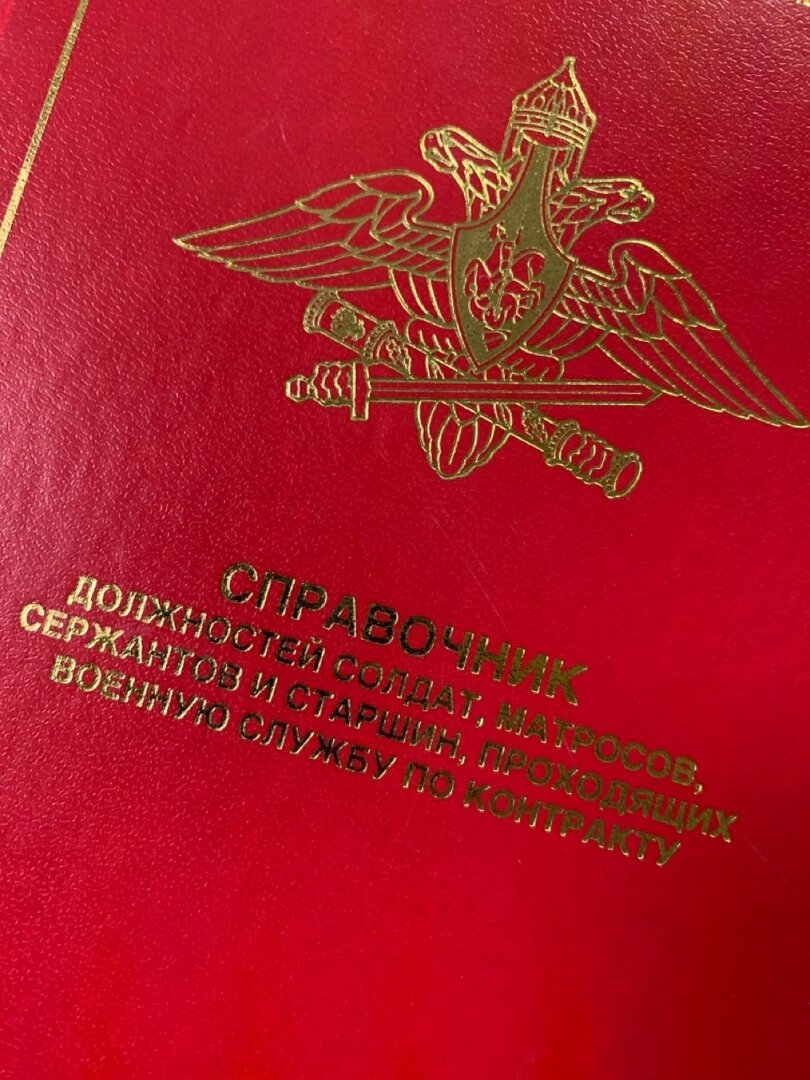 СПРАВОЧНИК
ДОЛЖНОСТЕЙ СОЛДАТ, МАТРОСОВ,
СЕРЖАНТОВ И СТАРШИН, ПРОХОДЯЩИХ
ВОЕННУЮ СЛУЖБУ ПО КОНТРАКТУ